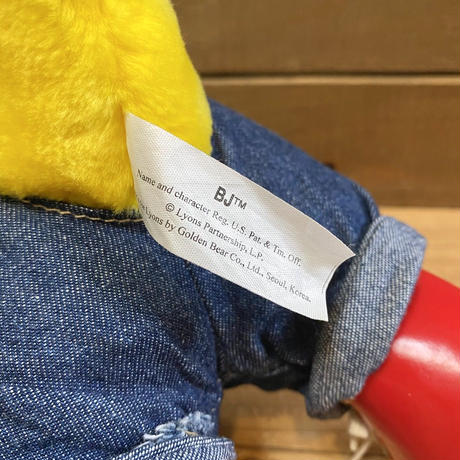 BJ™
Name and character Reg. U.S. Pat. & Tm. Off.
© Lyons Partnership, L.P.
Lyons by Golden Bear Co., Ltd., Seoul, Korea.